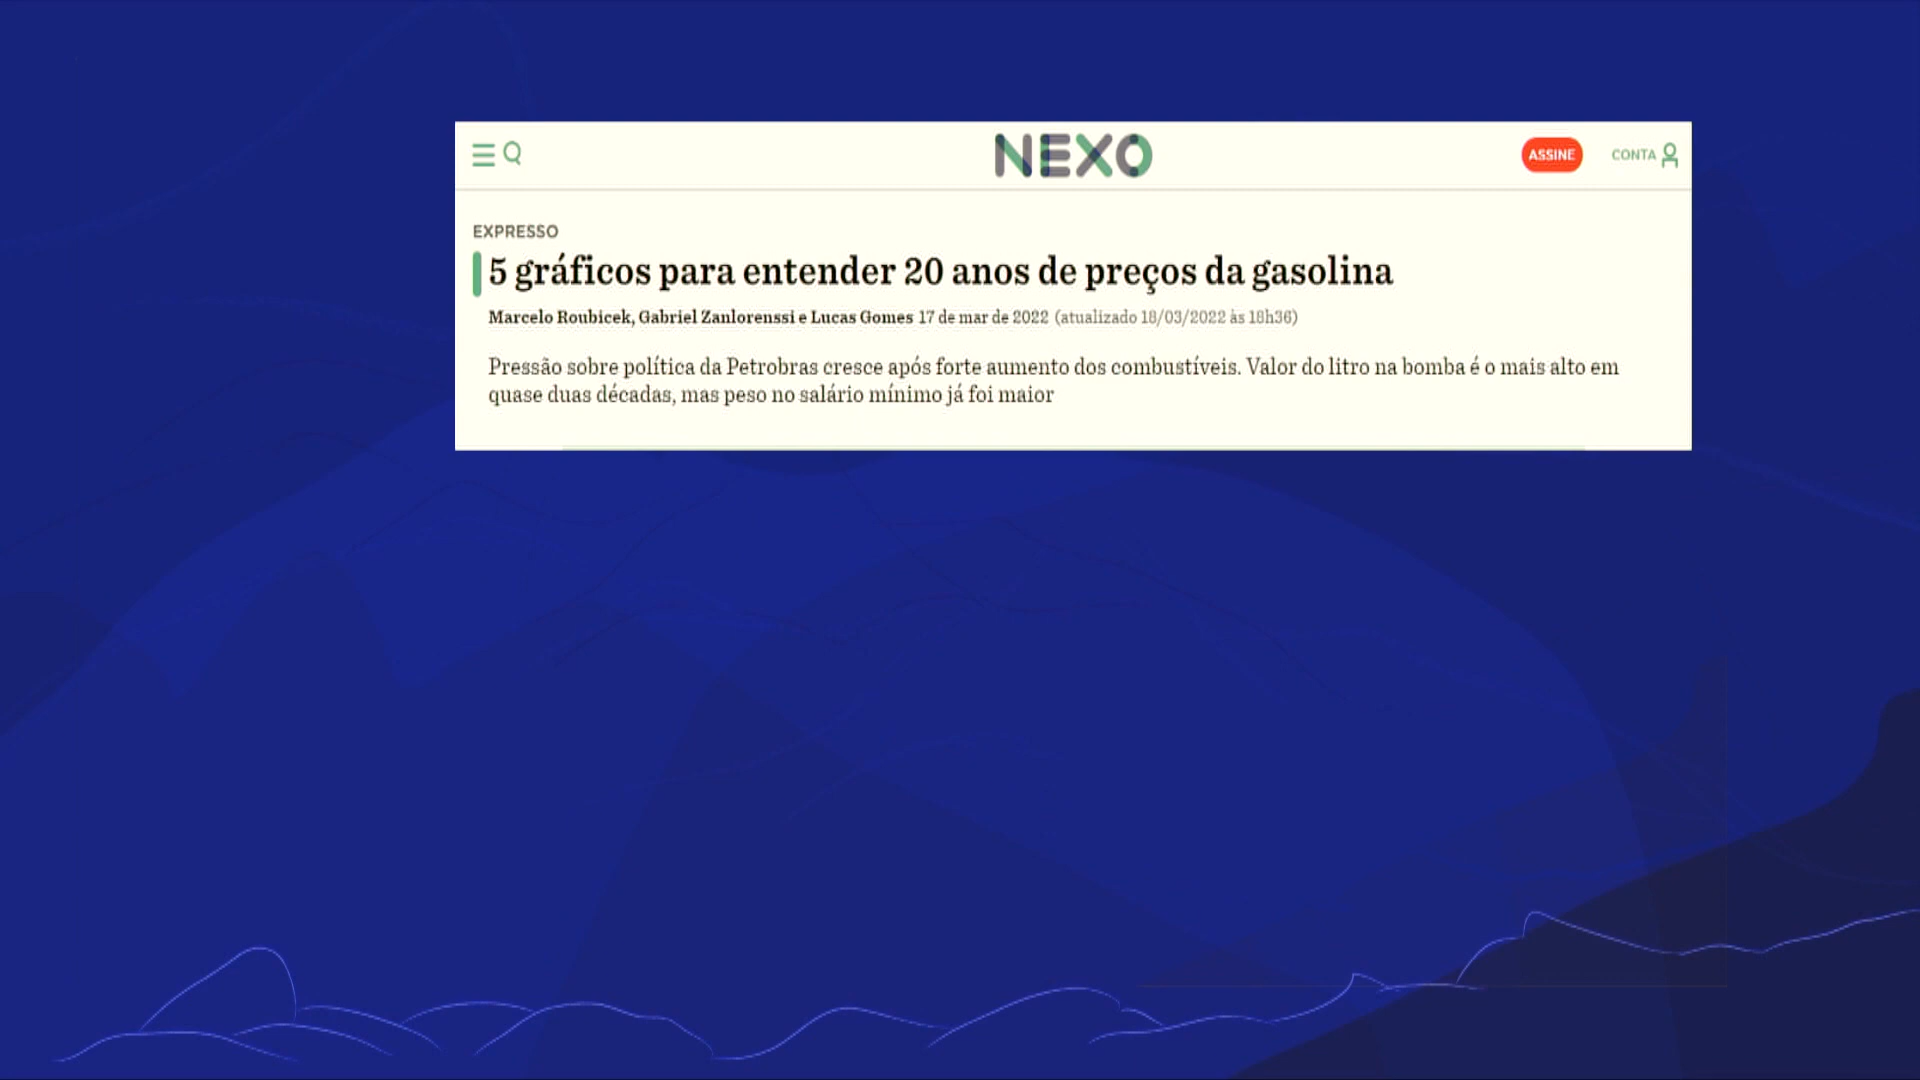 NEXO
ASSINE
CONTA
EXPRESSO
5 gráficos para entender 20 anos de preços da gasolina
Marcelo Roubicek, Gabriel Zanlorenssi e Lucas Gomes 17 de mar de 2022 (atualizado 18/03/2022 às 18h36)
Pressão sobre política da Petrobras cresce após forte aumento dos combustíveis. Valor do litro na bomba é o mais alto em
quase duas décadas, mas peso no salário mínimo já foi maior